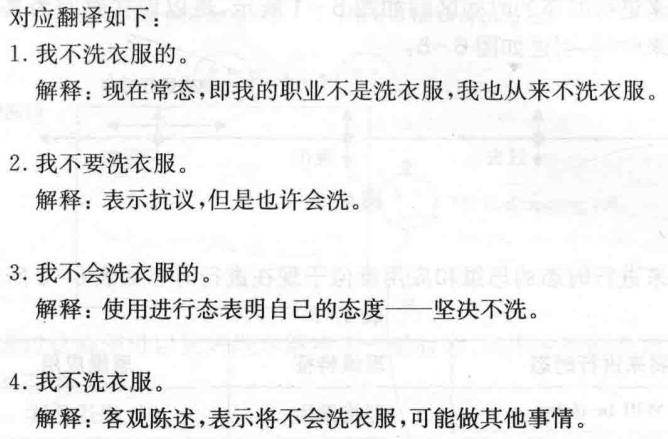 对应翻译如下：
1. 我不洗衣服的。
解释：现在常态，即我的职业不是洗衣服，我也从来不洗衣服。
2. 我不要洗衣服。
解释：表示抗议，但是也许会洗。
3. 我不会洗衣服的。
解释：使用进行态表明自己的态度——坚决不洗。
4. 我不洗衣服。
解释：客观陈述，表示将不会洗衣服，可能做其他事情。